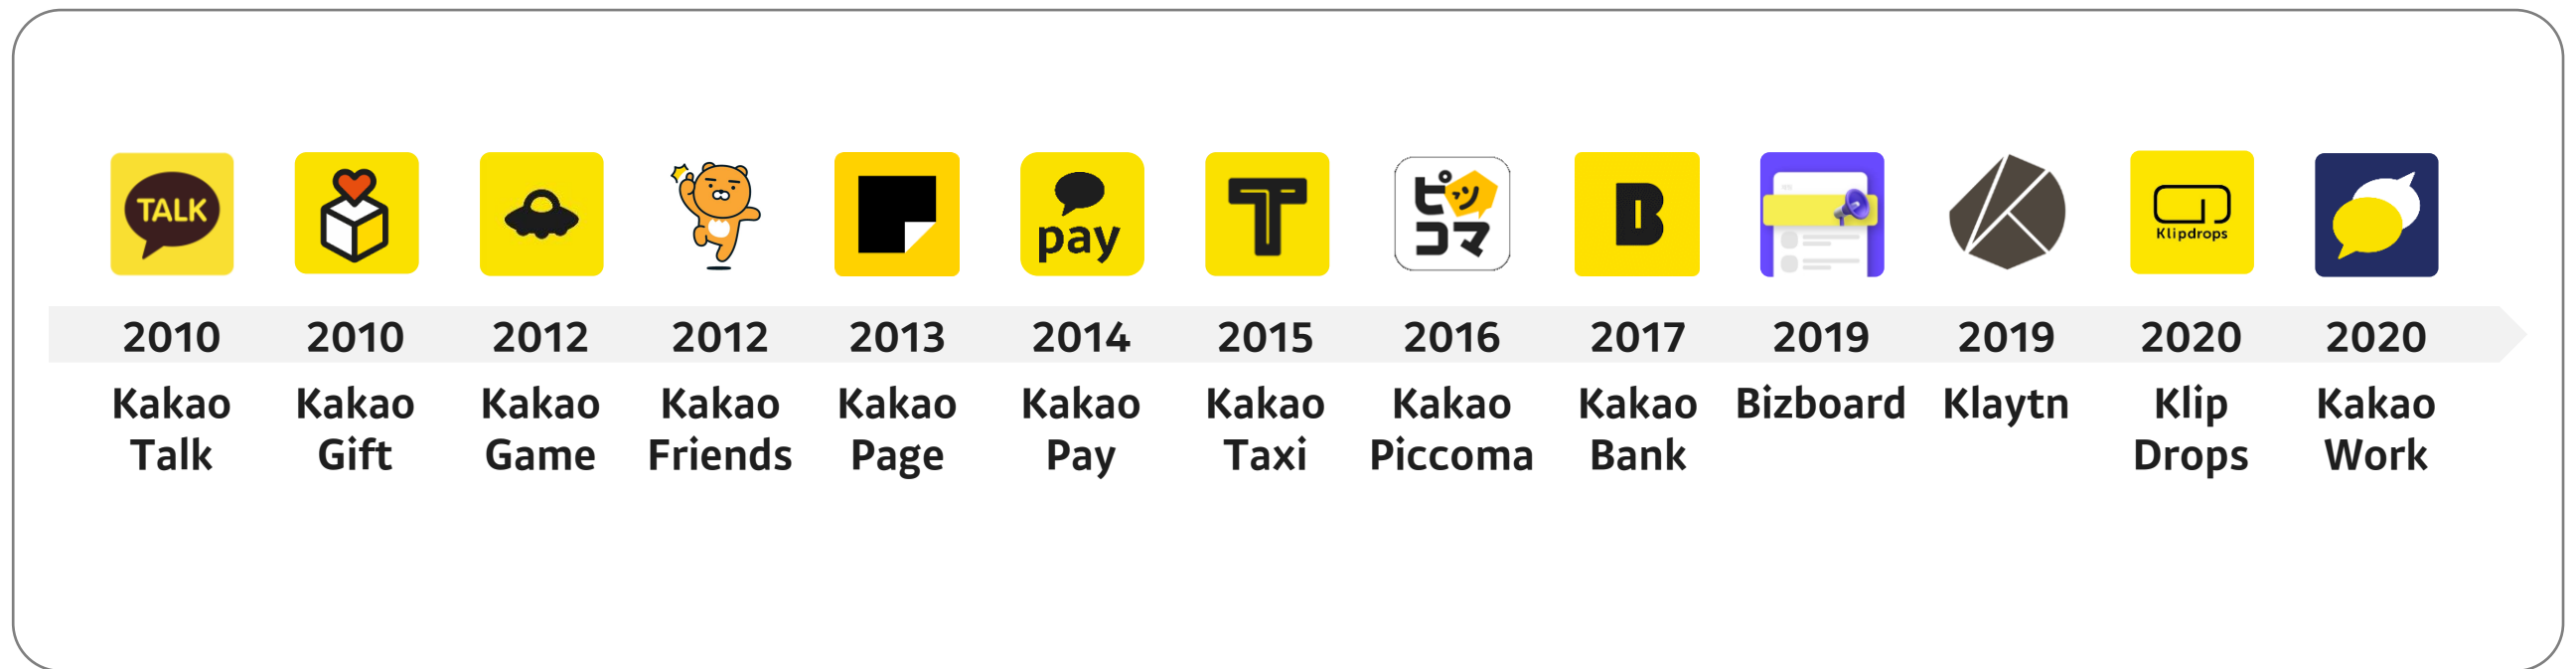 TALK
pay
T
ピッ
コマ
B
Klipdrops
2010 2010 2012 2012 2013 2014 2015 2016 2017 2019 2019 2020 2020
Kakao Kakao Kakao Kakao Kakao Kakao Kakao Kakao Kakao Bizboard Klaytn Klip Kakao
Talk Gift Game Friends Page Pay Taxi Piccoma Bank Drops Work